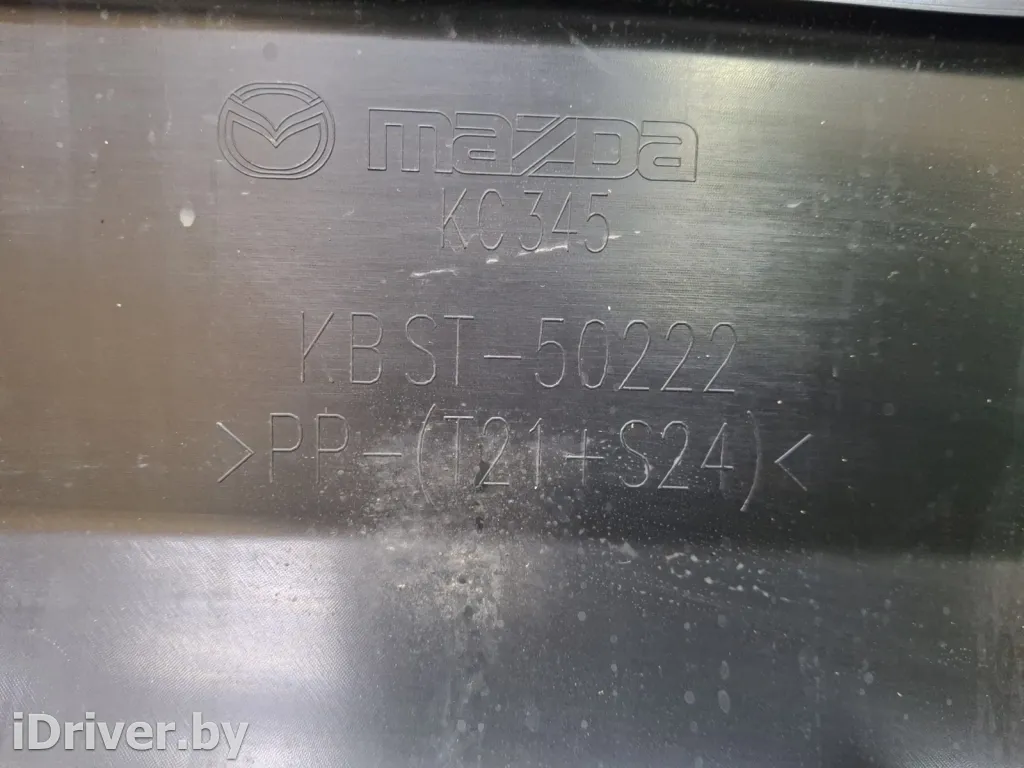 mazda
KC345
KBST-50222
>PP-(T21+S24)<
iDriver.by